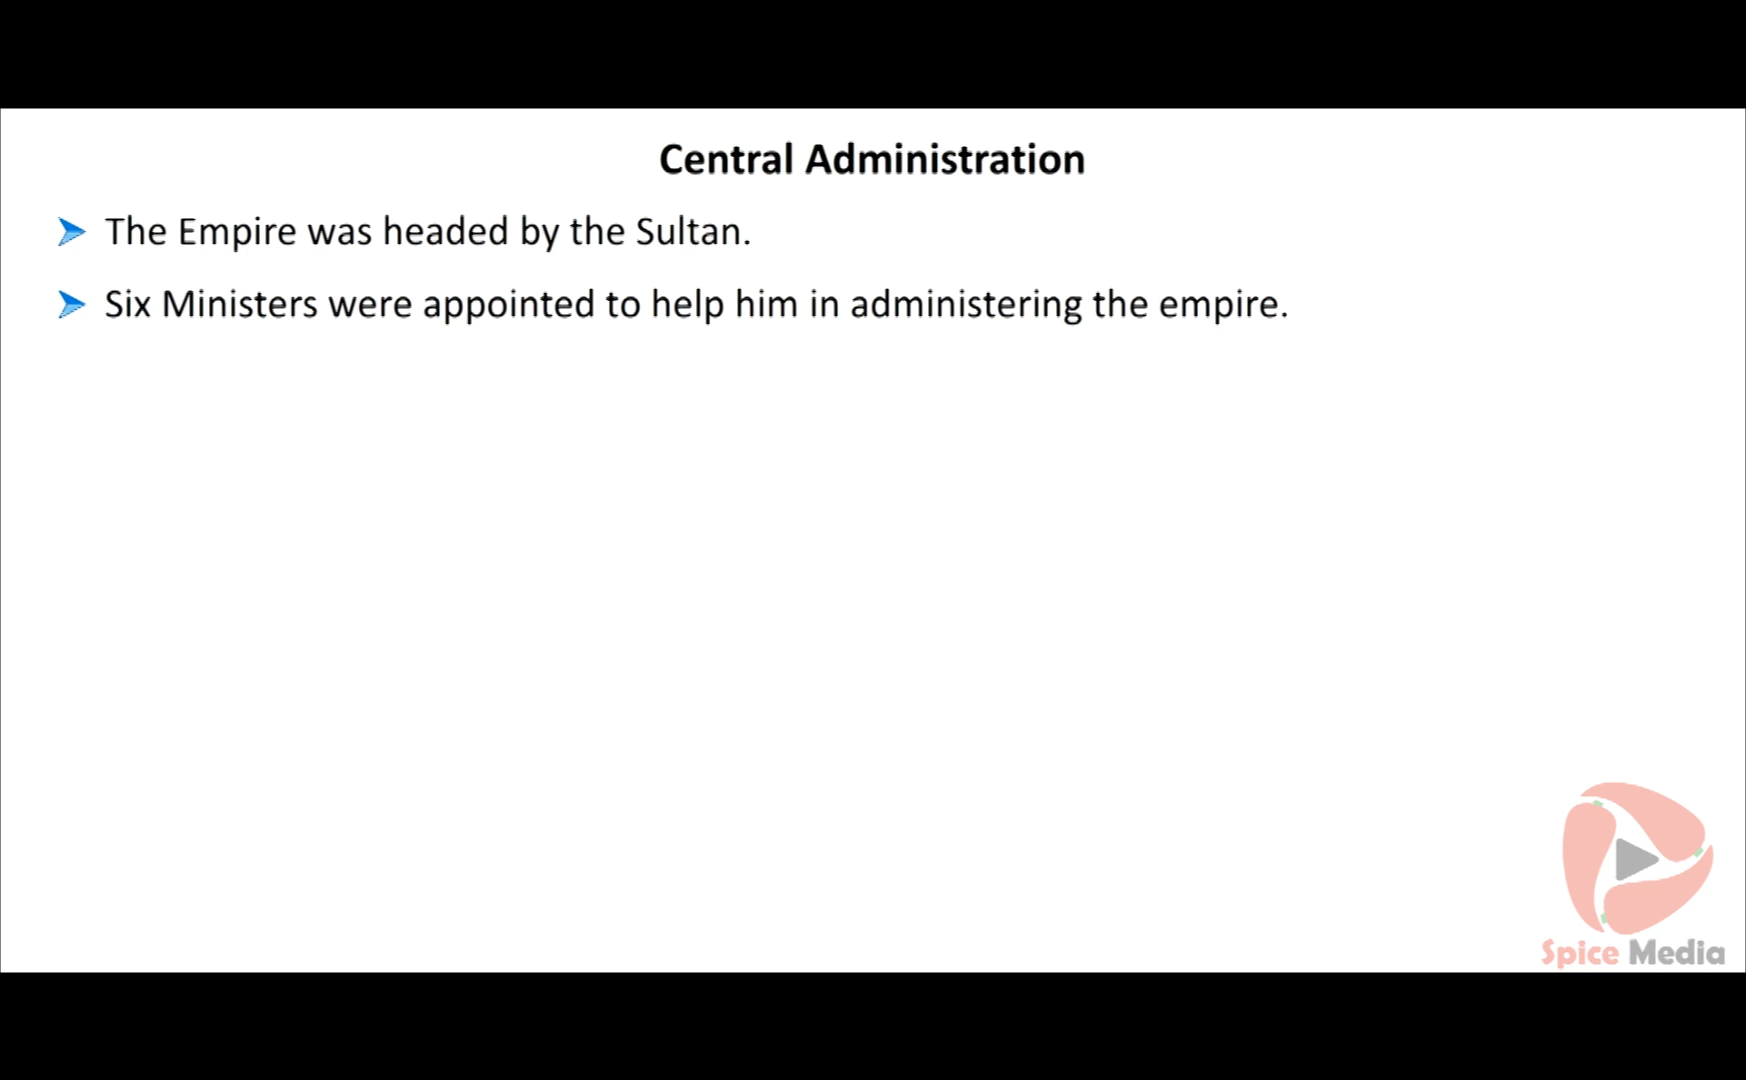 Central Administration
The Empire was headed by the Sultan.
Six Ministers were appointed to help him in administering the empire.
Spice Media